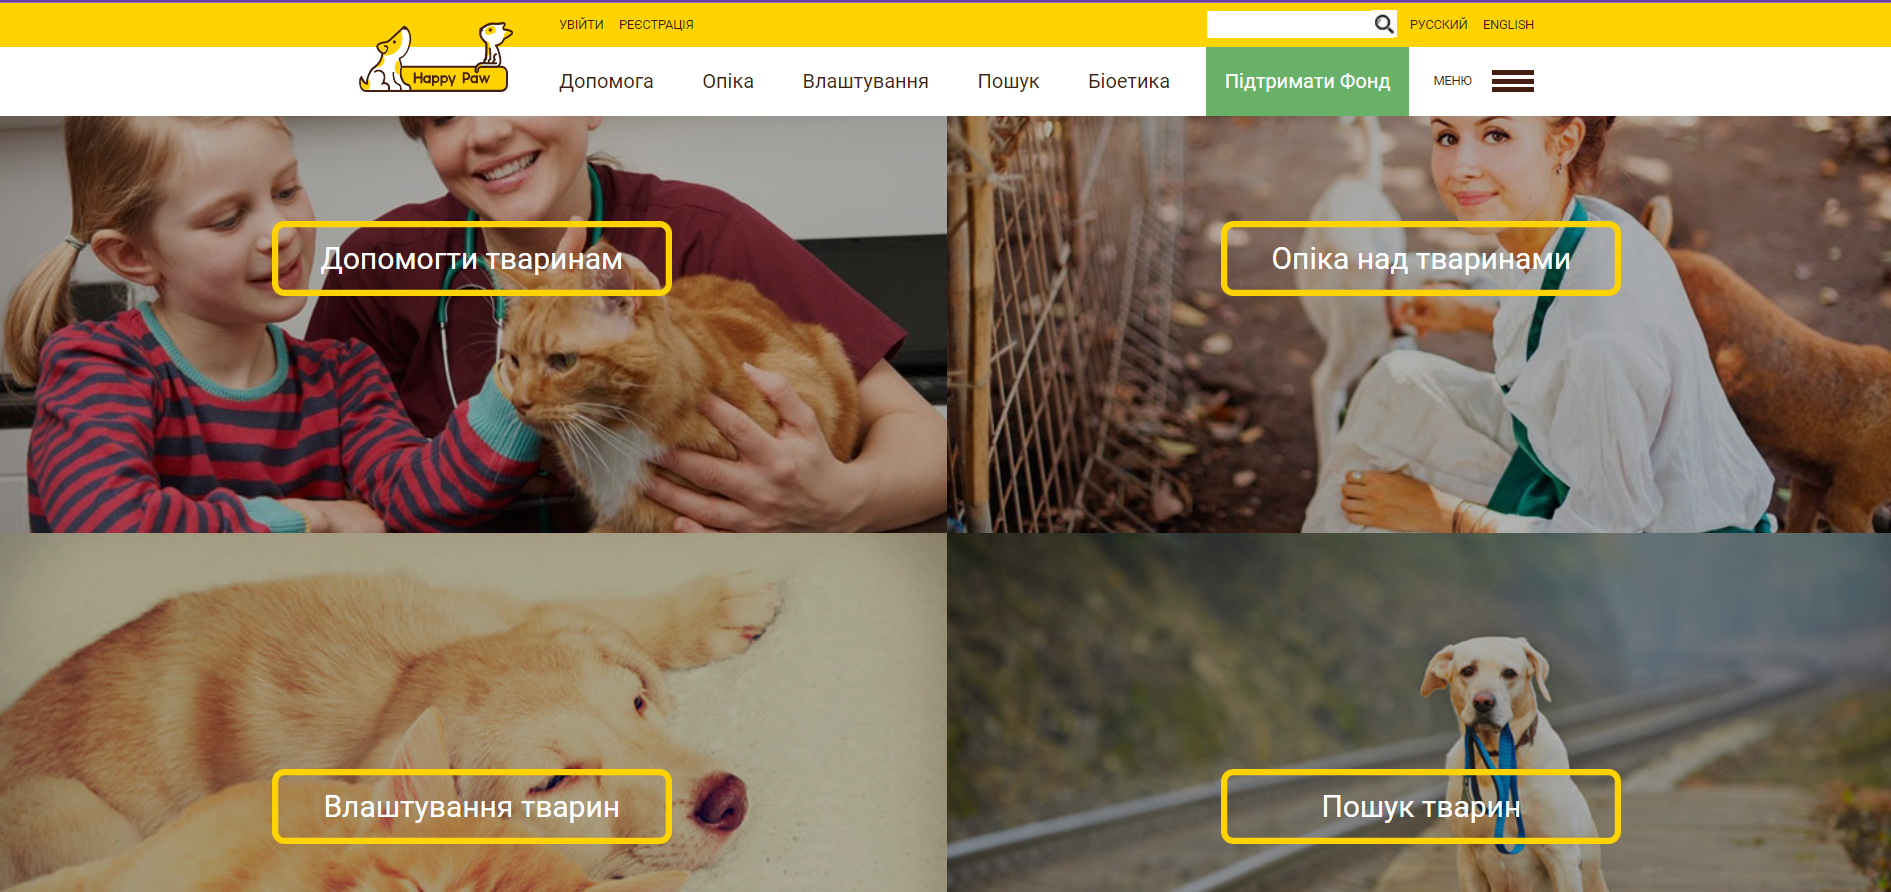 УВІЙТИ РЕЄСТРАЦІЯ РУССКИЙ ENGLISH
Happy Paw
Допомога Опіка Влаштування Пошук Біоетика Підтримати Фонд МЕНЮ
Допомогти тваринам
Опіка над тваринами
Влаштування тварин
Пошук тварин